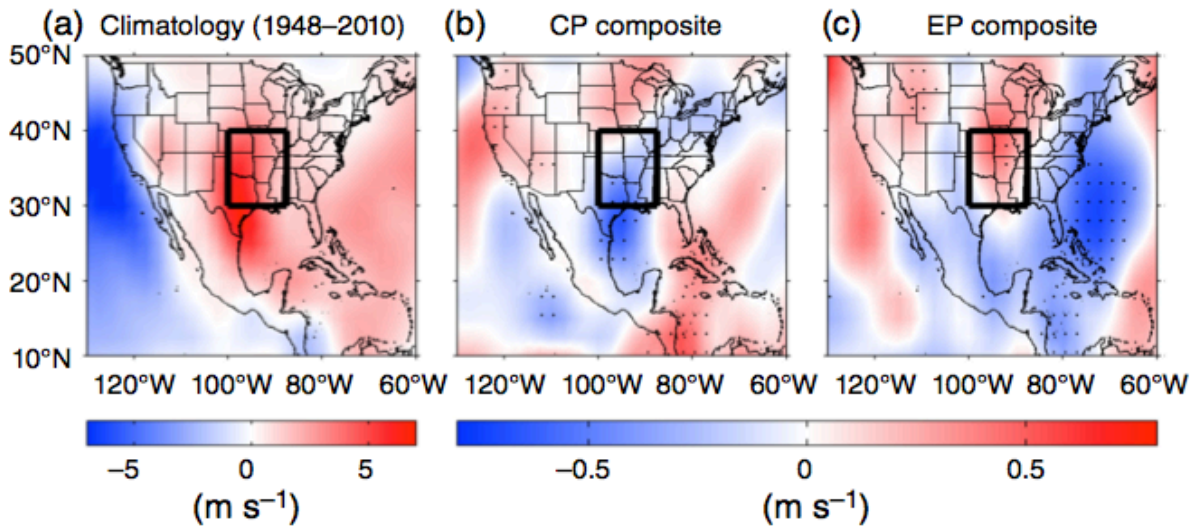 (a) Climatology (1948–2010) (b) CP composite (c) EP composite
50°N
40°N
30°N
20°N
10°N
120°W 100°W 80°W 60°W 120°W 100°W 80°W 60°W 120°W 100°W 80°W 60°W
–5 0 5 –0.5 0 0.5
(m s⁻¹) (m s⁻¹)